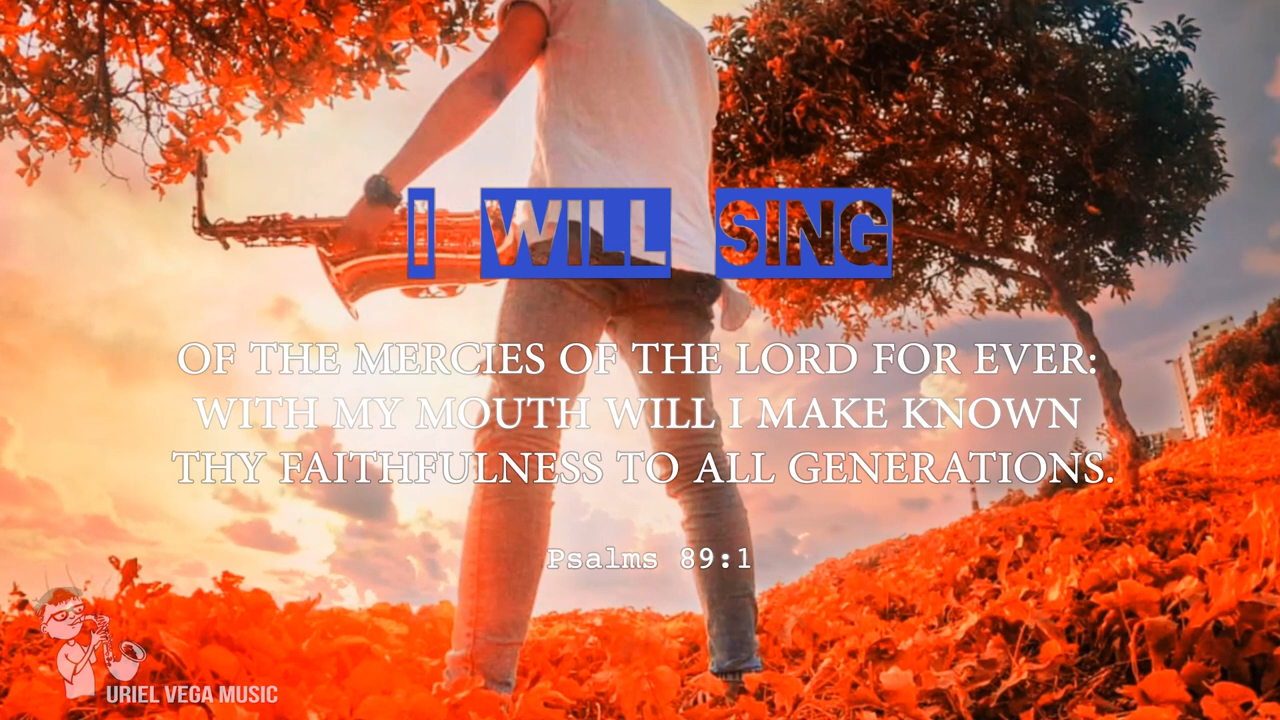 I WILL SING
OF THE MERCIES OF THE LORD FOR EVER:
WITH MY MOUTH WILL I MAKE KNOWN
THY FAITHFULNESS TO ALL GENERATIONS.
Psalms 89:1
URIEL VEGA MUSIC